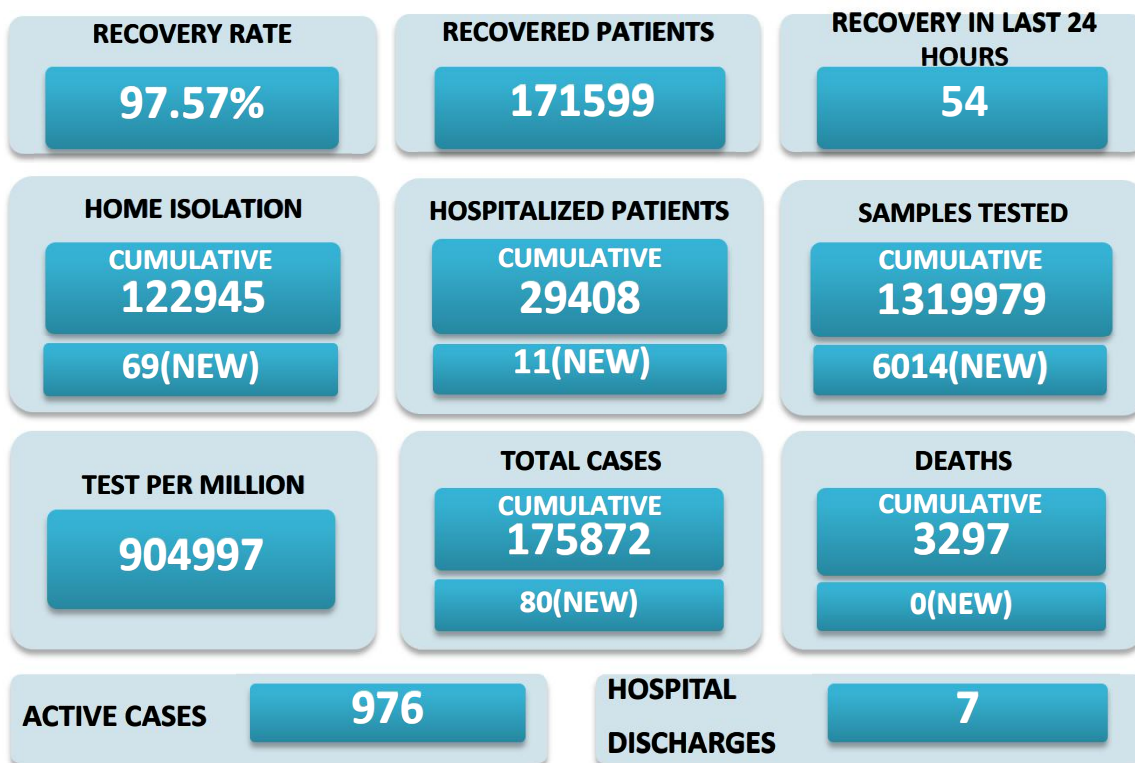 RECOVERY RATE
97.57%
RECOVERED PATIENTS
171599
RECOVERY IN LAST 24
HOURS
54
HOME ISOLATION
CUMULATIVE
122945
69(NEW)
HOSPITALIZED PATIENTS
CUMULATIVE
29408
11(NEW)
SAMPLES TESTED
CUMULATIVE
1319979
6014(NEW)
TEST PER MILLION
904997
TOTAL CASES
CUMULATIVE
175872
80(NEW)
DEATHS
CUMULATIVE
3297
0(NEW)
ACTIVE CASES
976
HOSPITAL
DISCHARGES
7